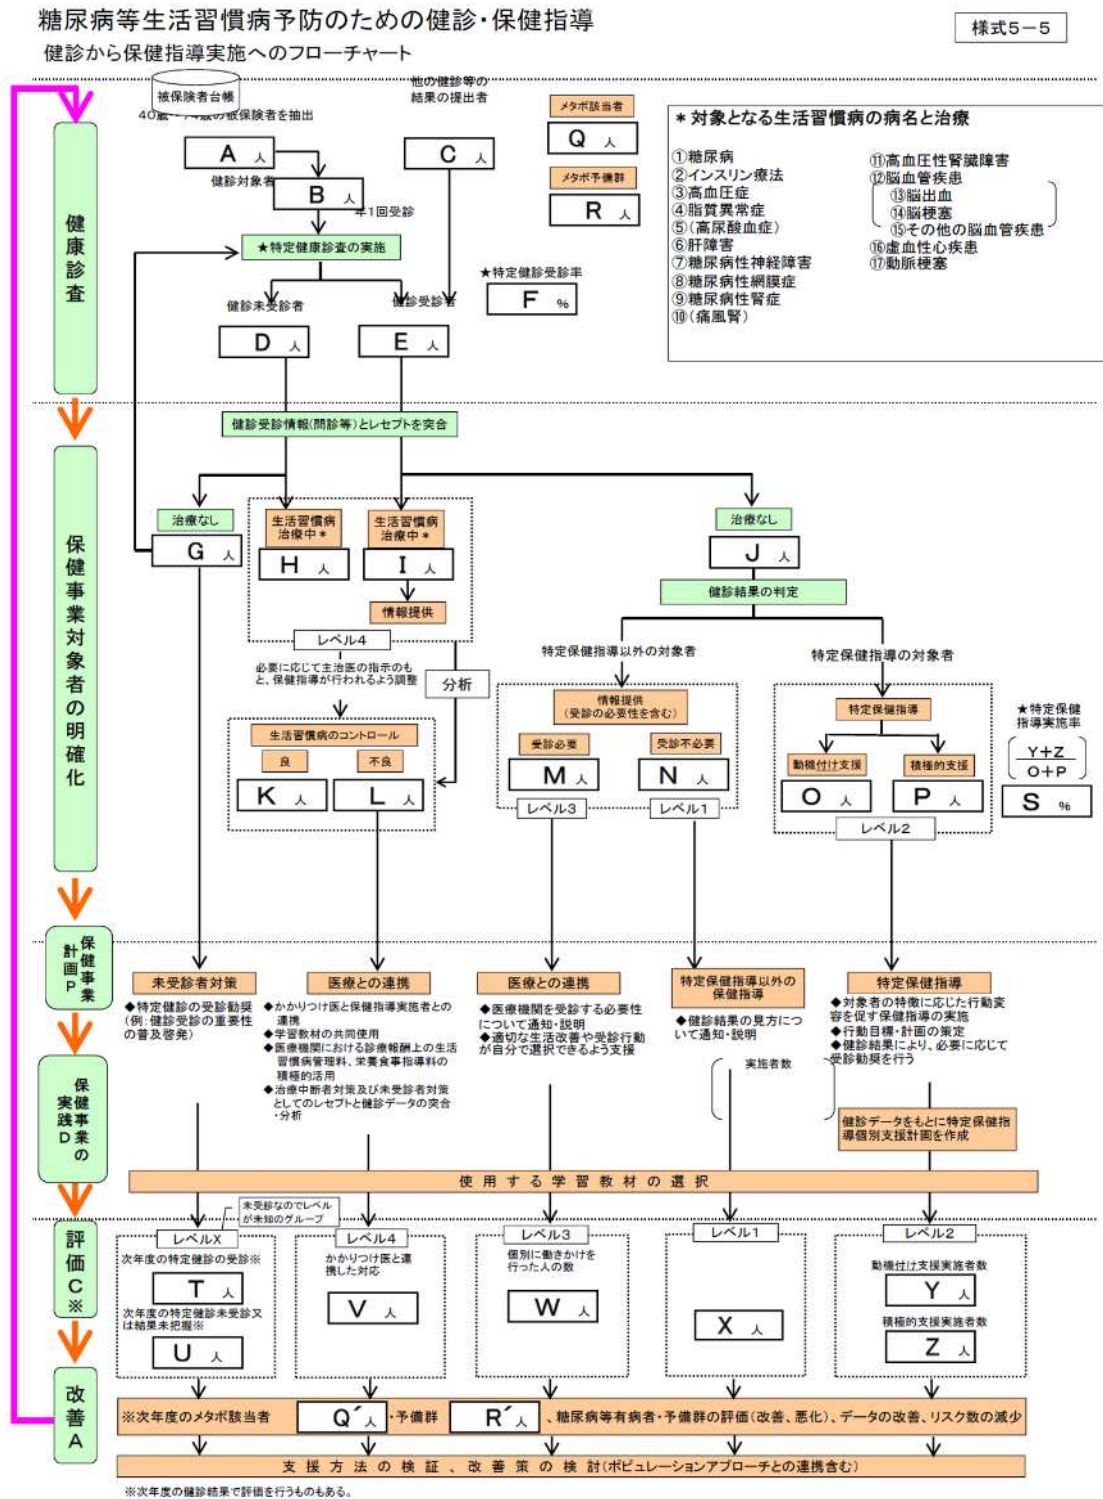 糖尿病等生活習慣病予防のための健診・保健指導
様式5-5
健診から保健指導実施へのフローチャート
被保険者台帳
40歳~74歳の被保険者を抽出
他の健診等の
結果の提出者
A 人
C 人
健診対象者
B 人
年1回受診
メタボ該当者
Q 人
メタボ予備群
R 人
*対象となる生活習慣病の病名と治療
①糖尿病
②インスリン療法
③高血圧症
④脂質異常症
⑤(高尿酸血症)
⑥肝障害
⑦糖尿病性神経障害
⑧糖尿病性網膜症
⑨糖尿病性腎症
⑩(痛風腎)
⑪高血圧性腎臓障害
⑫脳血管疾患
⑬脳出血
⑭脳梗塞
⑮その他の脳血管疾患
⑯虚血性心疾患
⑰動脈梗塞
健康診査
★特定健康診査の実施
★特定健診受診率
F %
健診未受診者
健診受診者
D 人
E 人
健診受診情報(問診等)とレセプトを突合
保健事業対象者の明確化
治療なし
G 人
生活習慣病
治療中*
H 人
生活習慣病
治療中*
I 人
情報提供
レベル4
治療なし
J 人
健診結果の判定
必要に応じて主治医の指示のも
と、保健指導が行われるよう調整
分析
生活習慣病のコントロール
良
不良
K 人
L 人
特定保健指導以外の対象者
情報提供
(受診の必要性を含む)
受診必要
受診不必要
M 人
N 人
レベル3
レベル1
特定保健指導の対象者
特定保健指導
動機付け支援
積極的支援
O 人
P 人
レベル2
★特定保健
指導実施率
Y+Z
O+P
S %
保健事業
計画P
未受診者対策
◆特定健診の受診勧奨
(例:健診受診の重要性
の普及啓発)
医療との連携
◆かかりつけ医と保健指導実施者との
連携
◆学習教材の共同使用
◆医療機関における診療報酬上の生活
習慣病管理料、栄養食事指導料の
積極的活用
◆治療中断者対策及び未受診者対策
としてのレセプトと健診データの突合
・分析
医療との連携
◆医療機関を受診する必要性
について通知・説明
◆適切な生活改善や受診行動
が自分で選択できるよう支援
特定保健指導以外の
保健指導
◆健診結果の見方につ
いて通知・説明
実施者数
特定保健指導
◆対象者の特徴に応じた行動変
容を促す保健指導の実施
◆行動目標・計画の策定
◆健診結果により、必要に応じて
受診勧奨を行う
健診データをもとに特定保健指
導個別支援計画を作成
保健事業の
実践D
使用する学習教材の選択
評価C※
未受診なのでレベル
が未知のグループ
レベルX
次年度の特定健診の受診※
T 人
次年度の特定健診未受診又
は結果未把握※
U 人
レベル4
かかりつけ医と連
携した対応
V 人
レベル3
個別に働きかけを
行った人の数
W 人
レベル1
X 人
レベル2
動機付け支援実施者数
Y 人
積極的支援実施者数
Z 人
改善A
※次年度のメタボ該当者 Q´人 ・予備群 R´人 、糖尿病等有病者・予備群の評価(改善、悪化)、データの改善、リスク数の減少
支援方法の検証、改善策の検討(ポピュレーションアプローチとの連携含む)
※次年度の健診結果で評価を行うものもある。